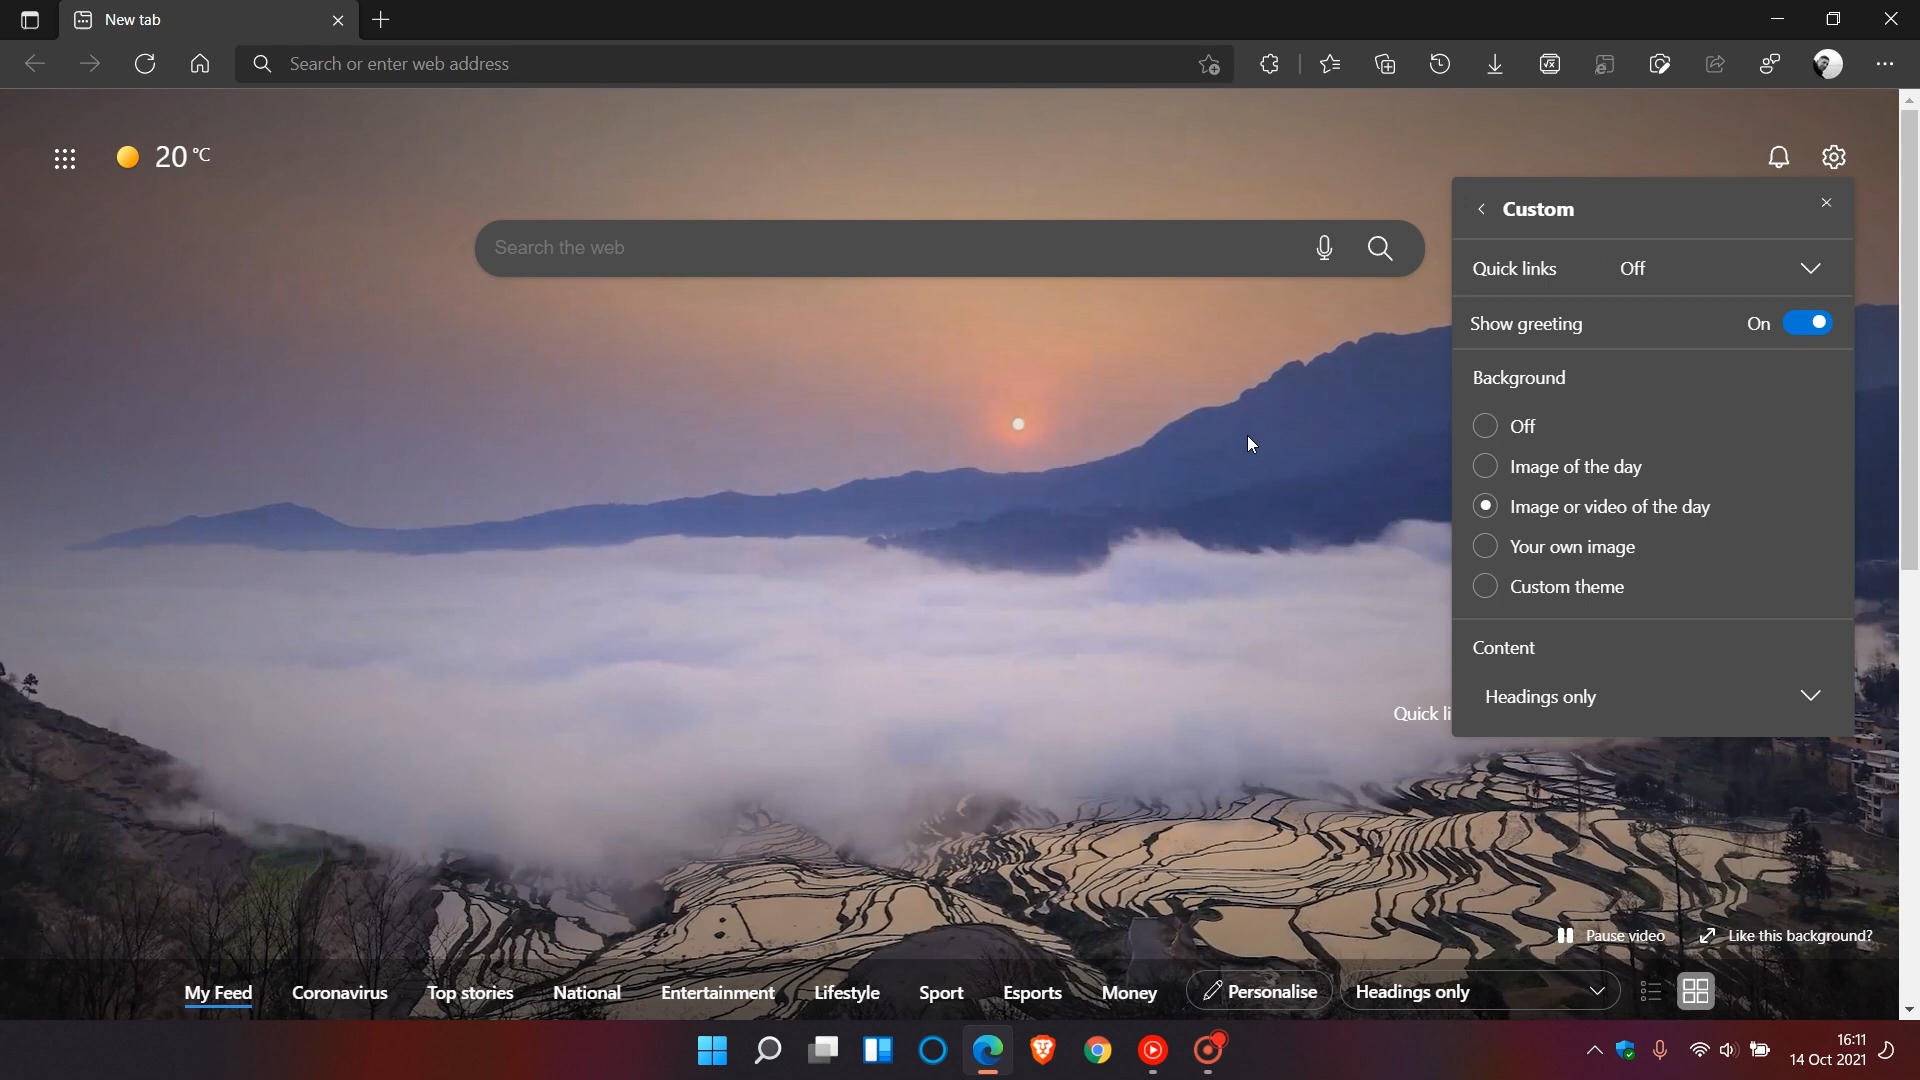 New tab
Search or enter web address
20 °C
Search the web
Custom
Quick links Off
Show greeting On
Background
Off
Image of the day
Image or video of the day
Your own image
Custom theme
Content
Headings only
Quick li
Pause video Like this background?
My Feed Coronavirus Top stories National Entertainment Lifestyle Sport Esports Money Personalise Headings only
16:11
14 Oct 2021